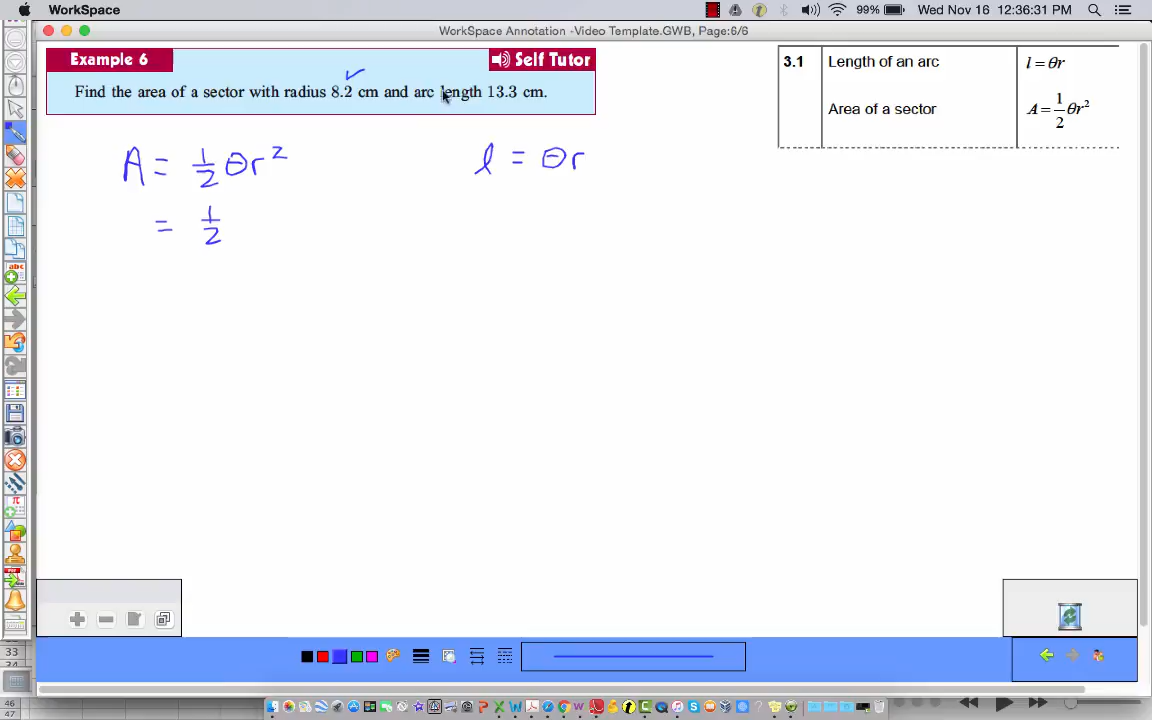 WorkSpace
99%
Wed Nov 16 12:36:31 PM
WorkSpace Annotation -Video Template.GWB, Page:6/6
Example 6
Self Tutor
Find the area of a sector with radius 8.2 cm and arc length 13.3 cm.
3.1 Length of an arc l = θr
Area of a sector A = 1/2 θr²
A = 1/2 θr²
l = θr
= 1/2
abc
33
46
47